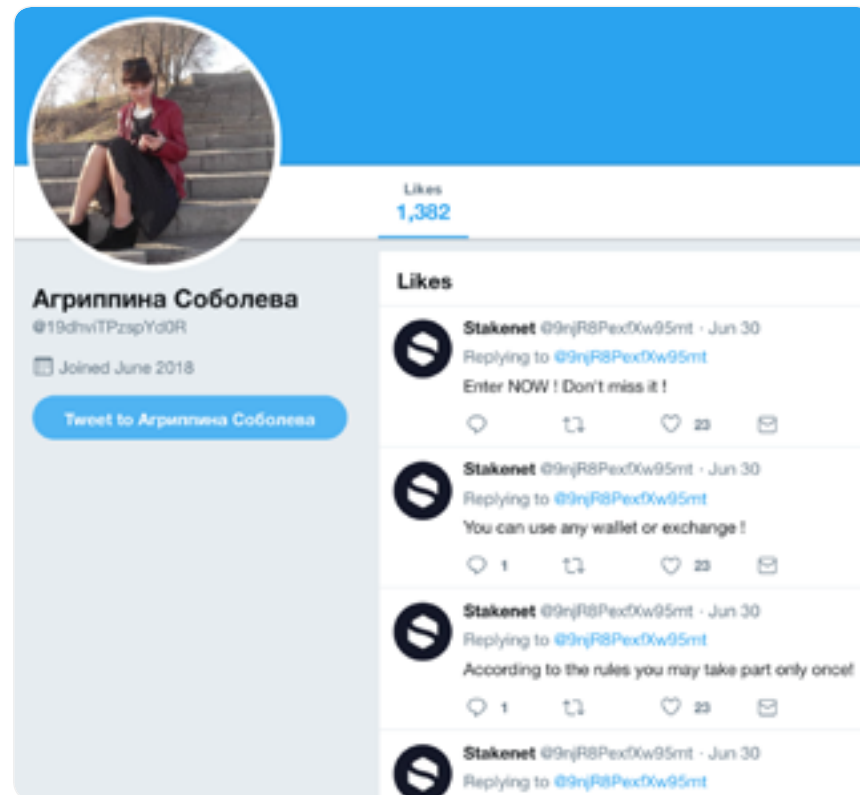 Likes
1,382
Агриппина Соболева
@19dhviTPzspYd0R
Joined June 2018
Tweet to Агриппина Соболева
Likes
Stakenet @9njR8PexfXw95mt · Jun 30
Replying to @9njR8PexfXw95mt
Enter NOW ! Don't miss it !
23
Stakenet @9njR8PexfXw95mt · Jun 30
Replying to @9njR8PexfXw95mt
You can use any wallet or exchange !
1 23
Stakenet @9njR8PexfXw95mt · Jun 30
Replying to @9njR8PexfXw95mt
According to the rules you may take part only once!
1 23
Stakenet @9njR8PexfXw95mt · Jun 30
Replying to @9njR8PexfXw95mt